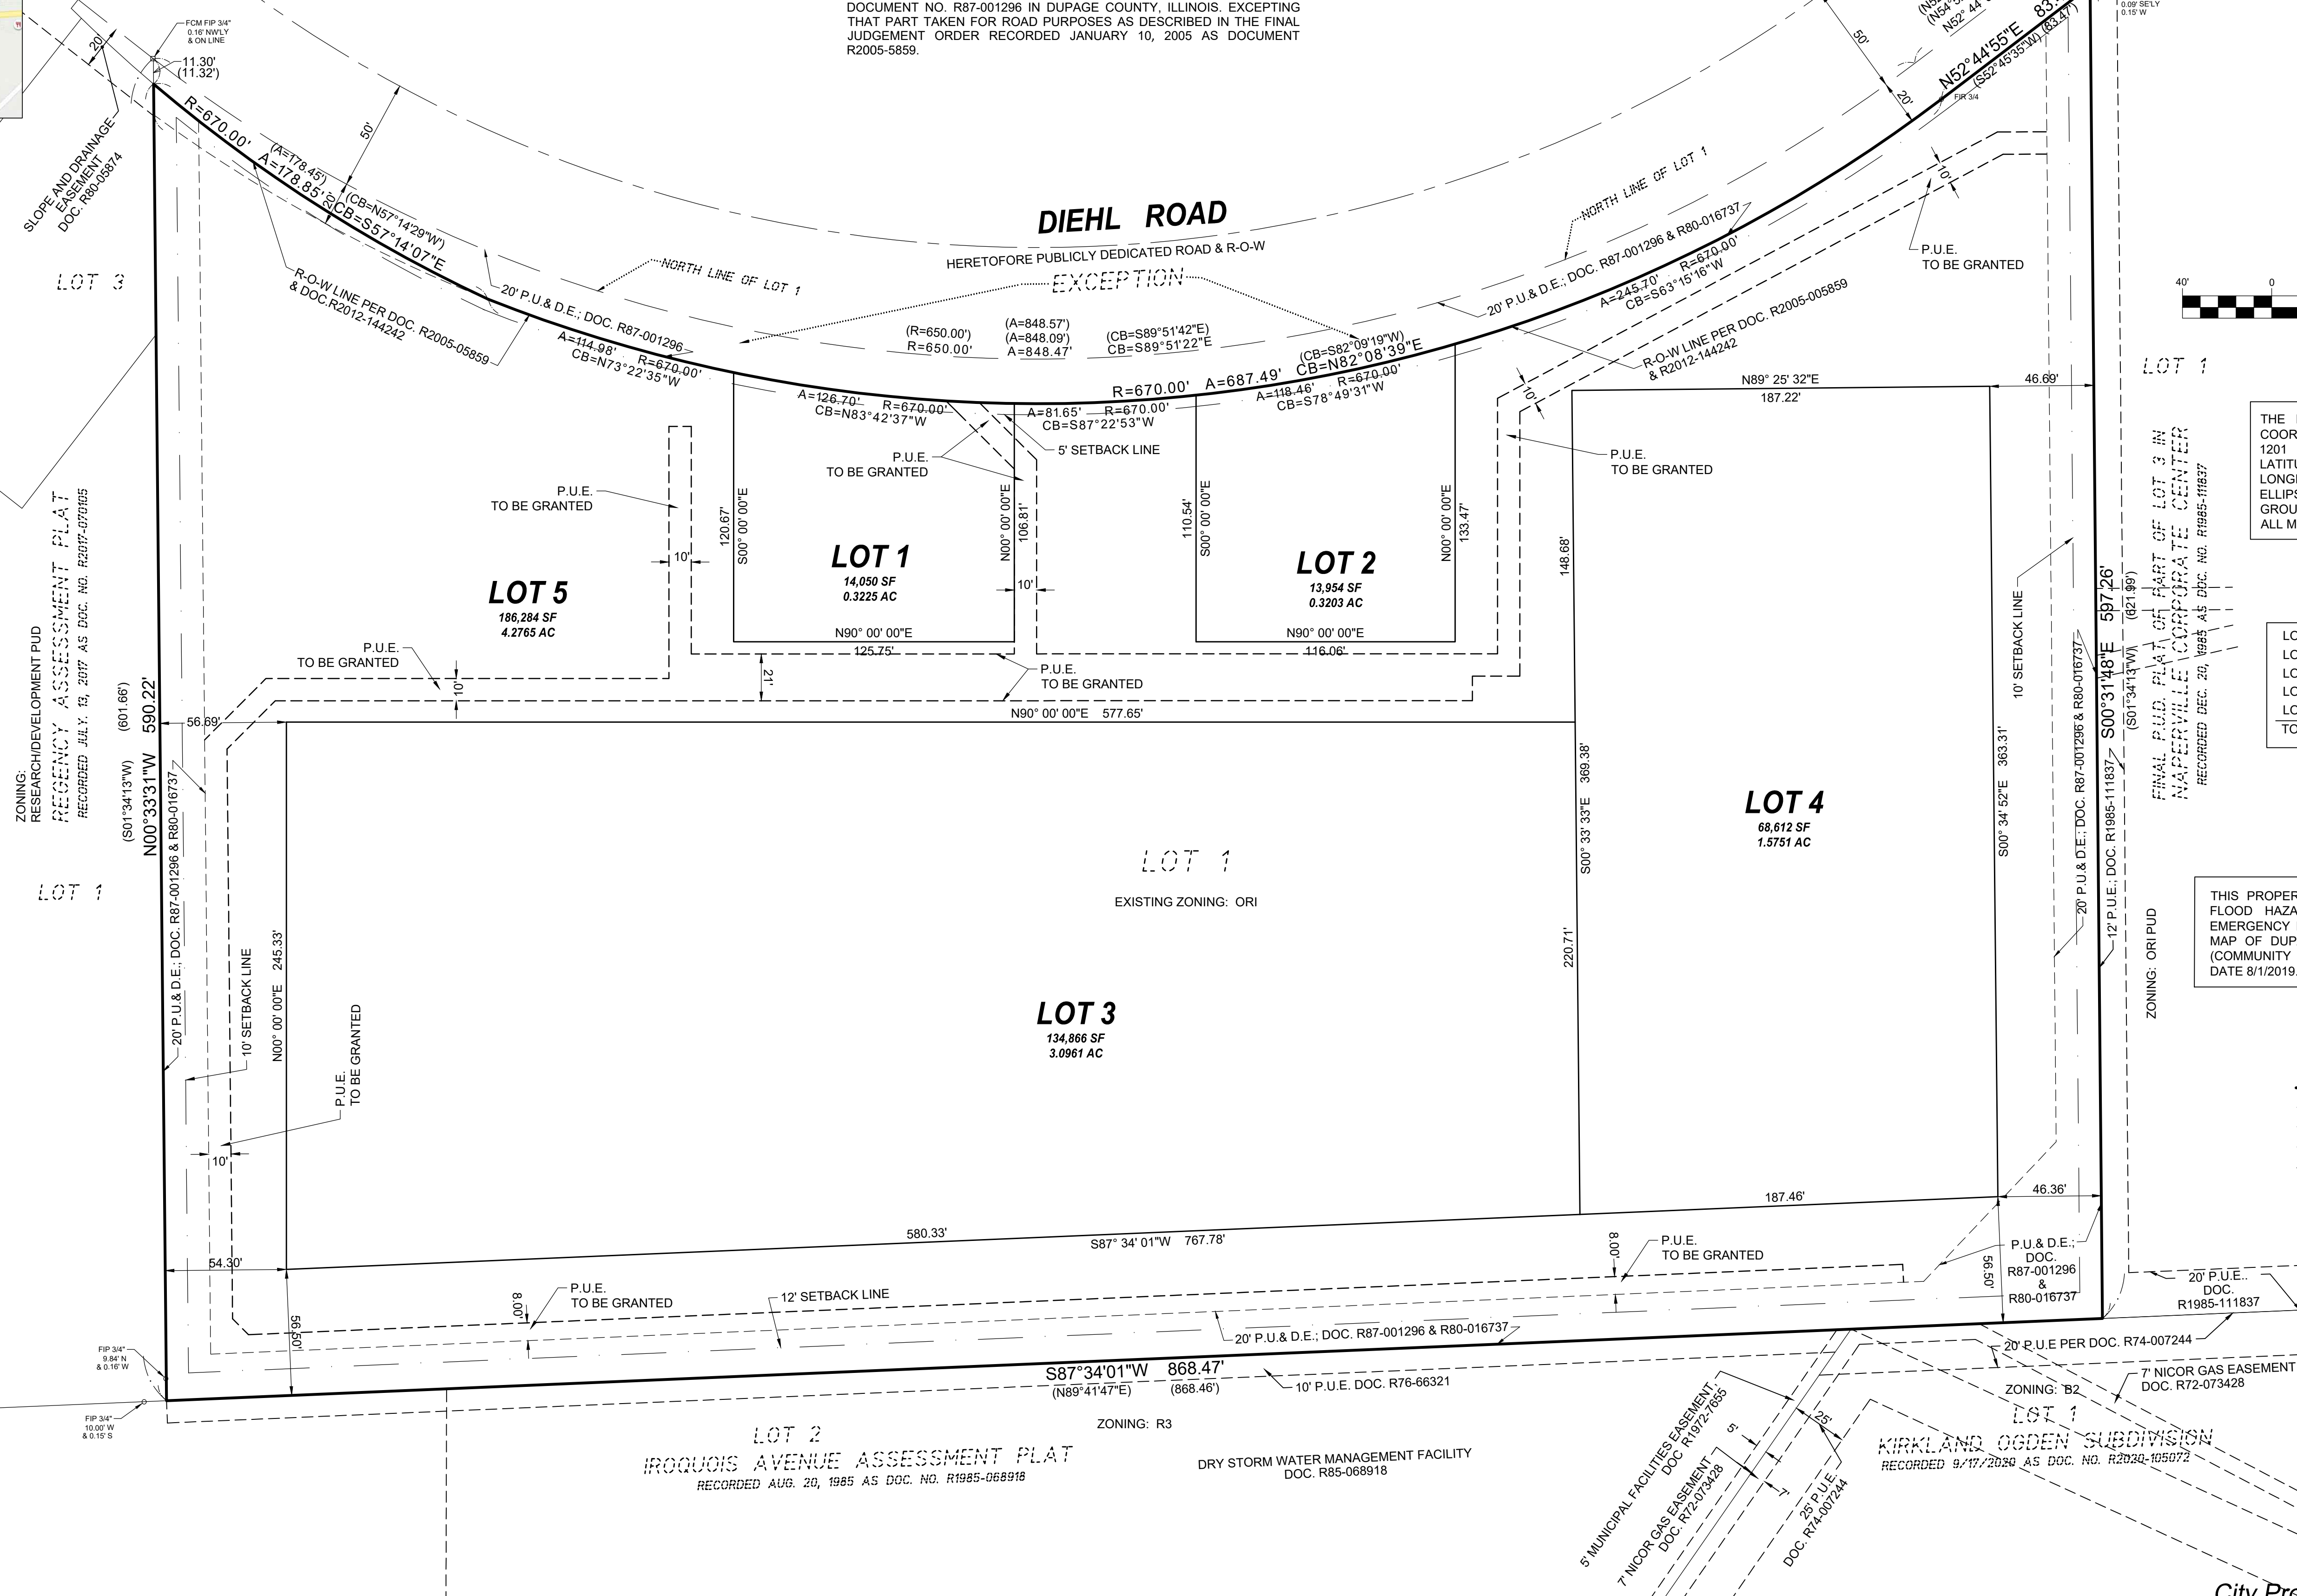 DOCUMENT NO. R87-001296 IN DUPAGE COUNTY, ILLINOIS. EXCEPTING
THAT PART TAKEN FOR ROAD PURPOSES AS DESCRIBED IN THE FINAL
JUDGEMENT ORDER RECORDED JANUARY 10, 2005 AS DOCUMENT
R2005-5859.
FCM FIP 3/4"
0.16' NW'LY
& ON LINE
20'
11.30'
(11.32')
SLOPE AND DRAINAGE
EASEMENT
DOC. R80-05874
R=670.00' A=178.85' CB=S57°14'07"E
(A=178.45')
(CB=N57°14'29"W')
50'
20'
50'
20'
N52°44'55"E
(S52°45'35"W) (83.47')
FIR 3/4
0.09' SE'LY
0.15' W
DIEHL ROAD
HERETOFORE PUBLICLY DEDICATED ROAD & R-O-W
EXCEPTION
NORTH LINE OF LOT 1
NORTH LINE OF LOT 1
20' P.U.& D.E.; DOC. R87-001296
20' P.U.& D.E.; DOC. R87-001296 & R80-016737
R-O-W LINE PER DOC. R2005-05859
& DOC.R2012-144242
R-O-W LINE PER DOC. R2005-005859
& R2012-144242
(R=650.00') (A=848.57') (CB=S89°51'42"E)
(A=848.09')
R=650.00' A=848.47' CB=S89°51'22"E
(CB=S82°09'19"W)
R=670.00' A=687.49' CB=N82°08'39"E
A=114.98' R=670.00'
CB=N73°22'35"W
A=126.70' R=670.00'
CB=N83°42'37"W
A=81.65' R=670.00'
CB=S87°22'53"W
A=118.46' R=670.00'
CB=S78°49'31"W
A=245.70' R=670.00'
CB=S63°15'16"W
10'
P.U.E.
TO BE GRANTED
40' 0
LOT 3
LOT 1
N89° 25' 32"E
187.22'
46.69'
10'
5' SETBACK LINE
P.U.E.
TO BE GRANTED
P.U.E.
TO BE GRANTED
P.U.E.
TO BE GRANTED
10'
120.67'
S00° 00' 00"E
N00° 00' 00"E
106.81'
10'
110.54'
S00° 00' 00"E
N00° 00' 00"E
133.47'
148.68'
LOT 5
186,284 SF
4.2765 AC
LOT 1
14,050 SF
0.3225 AC
LOT 2
13,954 SF
0.3203 AC
N90° 00' 00"E
125.75'
N90° 00' 00"E
116.06'
P.U.E.
TO BE GRANTED
10'
21'
P.U.E.
TO BE GRANTED
56.69'
N90° 00' 00"E 577.65'
ZONING:
RESEARCH/DEVELOPMENT PUD
REGENCY ASSESSMENT PLAT
RECORDED JULY. 13, 2017 AS DOC. NO. R2017-070105
LOT 1
(S01°34'13"W) (601.66')
N00°33'31"W 590.22'
20' P.U.& D.E.; DOC. R87-001296 & R80-016737
10' SETBACK LINE
N00° 00' 00"E 245.33'
P.U.E.
TO BE GRANTED
10'
LOT 1
EXISTING ZONING: ORI
LOT 3
134,866 SF
3.0961 AC
S00° 33' 33"E 369.38'
220.71'
LOT 4
68,612 SF
1.5751 AC
S00° 34' 52"E 363.31'
10' SETBACK LINE
20' P.U.& D.E.; DOC. R87-001296 & R80-016737
S00°31'48"E 597.26'
(S01°34'13"W) (621.99')
12' P.U.E.; DOC. R1985-111837
FINAL P.U.D. PLAT OF PART OF LOT 3 IN
NAPERVILLE CORPORATE CENTER
RECORDED DEC. 20, 1985 AS DOC. NO. R1985-111837
ZONING: ORI PUD
THE
COOR
1201
LATITU
LONGI
ELLIPS
GROU
ALL M
LO
LO
LO
LO
LO
TO
THIS PROPER
FLOOD HAZA
EMERGENCY
MAP OF DUP
(COMMUNITY
DATE 8/1/2019.
187.46'
46.36'
54.30'
580.33'
S87° 34' 01"W 767.78'
56.50'
56.50'
8.00'
P.U.E.
TO BE GRANTED
12' SETBACK LINE
8.00'
P.U.E.
TO BE GRANTED
P.U.& D.E.;
DOC.
R87-001296
&
R80-016737
20' P.U.& D.E.; DOC. R87-001296 & R80-016737
20' P.U.E..
DOC.
R1985-111837
FIP 3/4"
9.84' N
& 0.16' W
FIP 3/4"
10.00' W
& 0.15' S
S87°34'01"W 868.47'
(N89°41'47"E) (868.46')
10' P.U.E. DOC. R76-66321
20' P.U.E PER DOC. R74-007244
7' NICOR GAS EASEMENT
DOC. R72-073428
ZONING: B2
LOT 1
KIRKLAND OGDEN SUBDIVISION
RECORDED 9/17/2020 AS DOC. NO. R2020-105072
ZONING: R3
LOT 2
IROQUOIS AVENUE ASSESSMENT PLAT
RECORDED AUG. 20, 1985 AS DOC. NO. R1985-068918
DRY STORM WATER MANAGEMENT FACILITY
DOC. R85-068918
5' MUNICIPAL FACILITIES EASEMENT,
DOC R1972-7655
5'
25'
7' NICOR GAS EASEMENT
DOC. R72-073428
7'
25' P.U.E.
DOC. R74-007244
City Pre